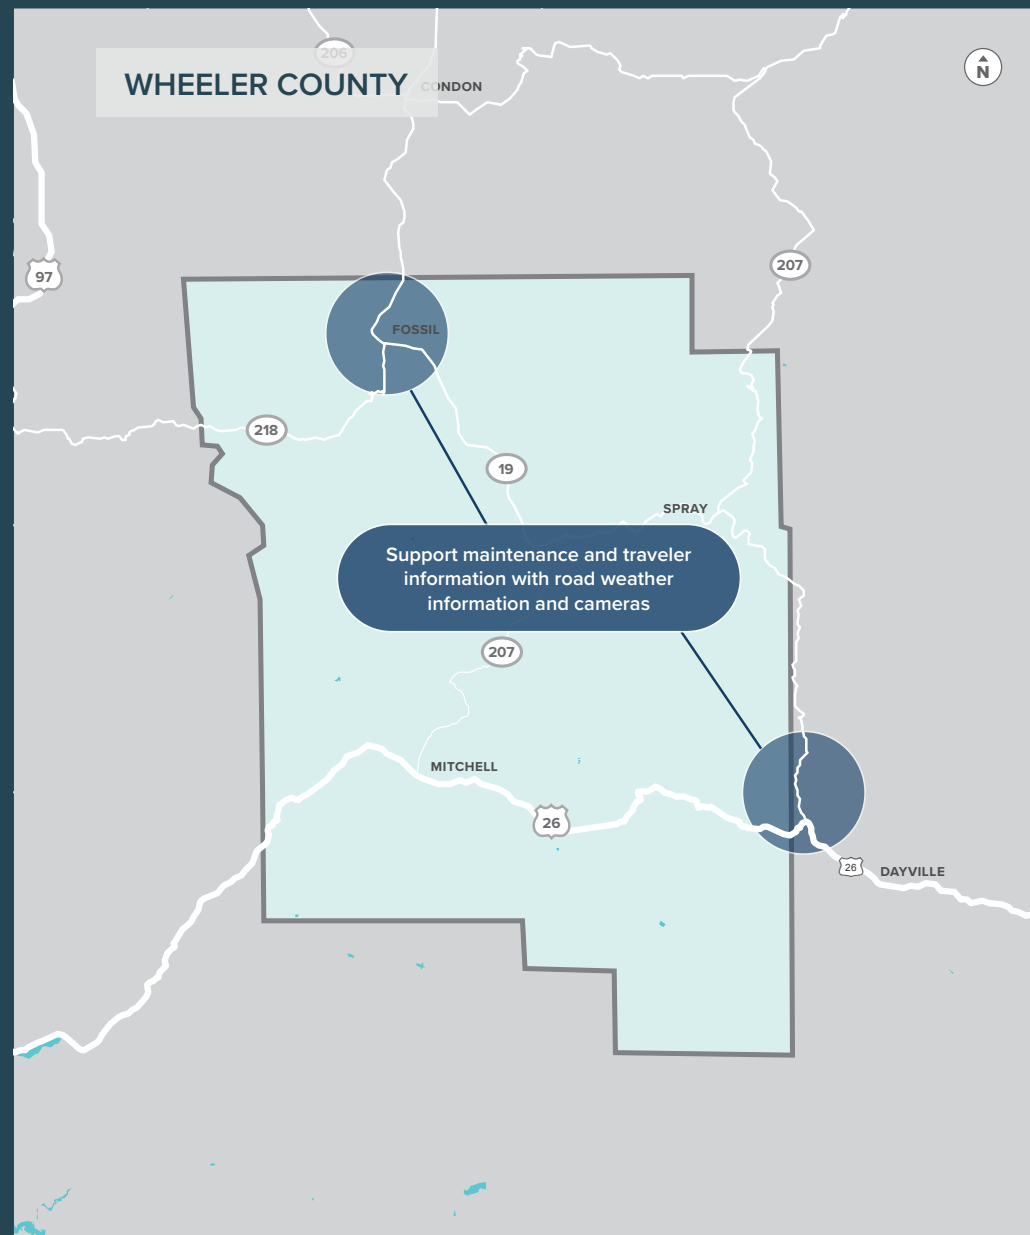 206
WHEELER COUNTY
CONDON
N
97
207
FOSSIL
218
19
SPRAY
Support maintenance and traveler
information with road weather
information and cameras
207
MITCHELL
26
26
DAYVILLE